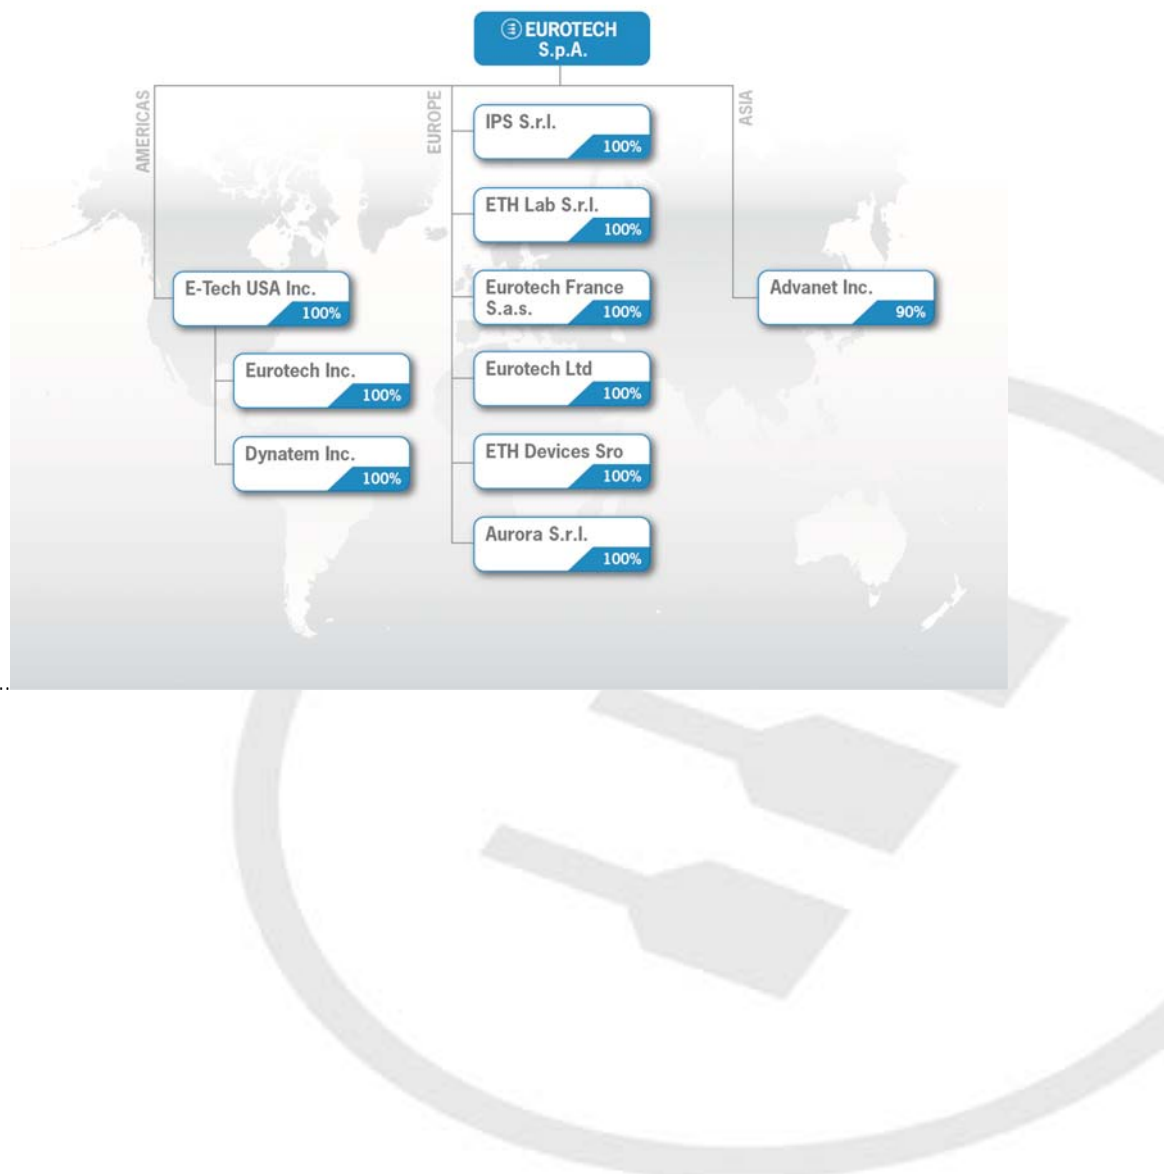 EUROTECH
S.p.A.
AMERICAS
E-Tech USA Inc.
100%
Eurotech Inc.
100%
Dynatem Inc.
100%
EUROPE
IPS S.r.l.
100%
ETH Lab S.r.l.
100%
Eurotech France
S.a.s.
100%
Eurotech Ltd
100%
ETH Devices Sro
100%
Aurora S.r.l.
100%
ASIA
Advanet Inc.
90%
..